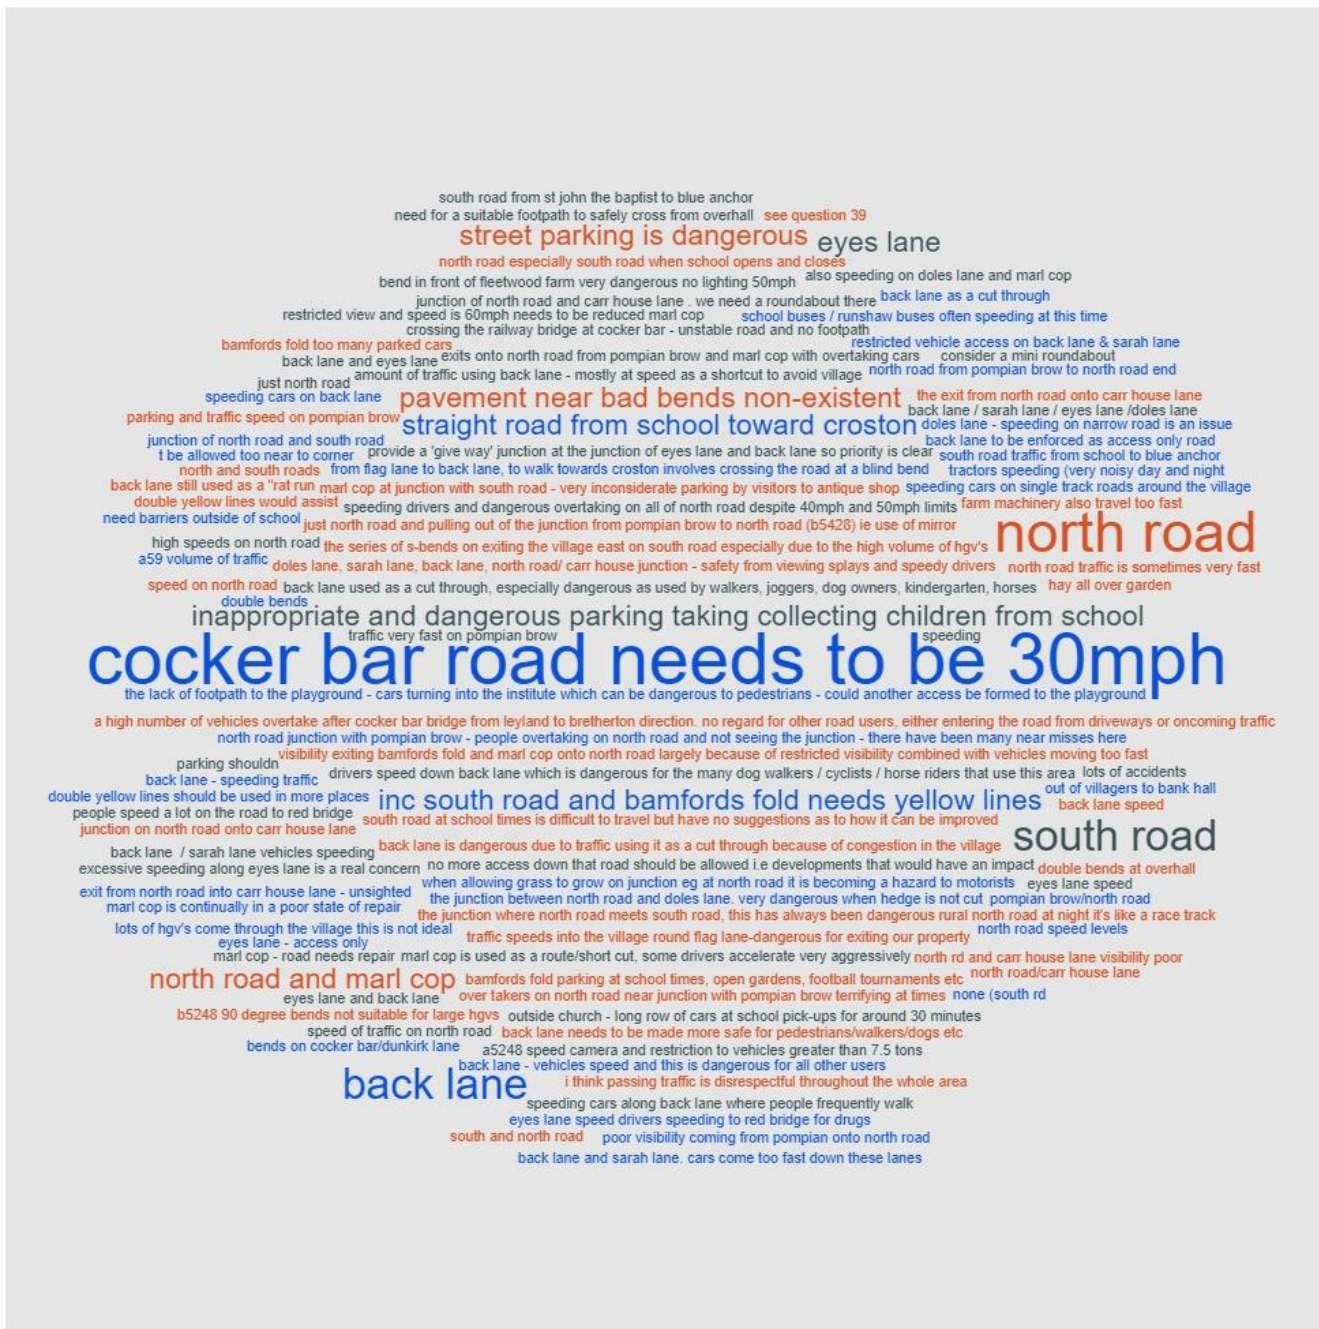 south road from st john the baptist to blue anchor
need for a suitable footpath to safely cross from overhall see question 39
street parking is dangerous eyes lane
north road especially south road when school opens and closes
bend in front of fleetwood farm very dangerous no lighting 50mph also speeding on doles lane and marl cop
junction of north road and carr house lane . we need a roundabout there back lane as a cut through
restricted view and speed is 60mph needs to be reduced marl cop school buses / runshaw buses often speeding at this time
crossing the railway bridge at cocker bar - unstable road and no footpath
bamfords fold too many parked cars restricted vehicle access on back lane & sarah lane
back lane and eyes lane exits onto north road from pompian brow and marl cop with overtaking cars consider a mini roundabout
just north road amount of traffic using back lane - mostly at speed as a shortcut to avoid village north road from pompian brow to north road end
speeding cars on back lane pavement near bad bends non-existent the exit from north road onto carr house lane
back lane / sarah lane / eyes lane /doles lane
parking and traffic speed on pompian brow straight road from school toward croston doles lane - speeding on narrow road is an issue
junction of north road and south road back lane to be enforced as access only road
t be allowed too near to corner provide a 'give way' junction at the junction of eyes lane and back lane so priority is clear south road traffic from school to blue anchor
north and south roads from flag lane to back lane, to walk towards croston involves crossing the road at a blind bend tractors speeding (very noisy day and night
back lane still used as a "rat run marl cop at junction with south road - very inconsiderate parking by visitors to antique shop speeding cars on single track roads around the village
double yellow lines would assist speeding drivers and dangerous overtaking on all of north road despite 40mph and 50mph limits farm machinery also travel too fast
need barriers outside of school just north road and pulling out of the junction from pompian brow to north road (b5428) ie use of mirror north road
high speeds on north road the series of s-bends on exiting the village east on south road especially due to the high volume of hgv's
a59 volume of traffic doles lane, sarah lane, back lane, north road/ carr house junction - safety from viewing splays and speedy drivers north road traffic is sometimes very fast
speed on north road back lane used as a cut through, especially dangerous as used by walkers, joggers, dog owners, kindergarten, horses hay all over garden
double bends
inappropriate and dangerous parking taking collecting children from school
traffic very fast on pompian brow speeding
cocker bar road needs to be 30mph
the lack of footpath to the playground - cars turning into the institute which can be dangerous to pedestrians - could another access be formed to the playground
a high number of vehicles overtake after cocker bar bridge from leyland to bretherton direction. no regard for other road users, either entering the road from driveways or oncoming traffic
north road junction with pompian brow - people overtaking on north road and not seeing the junction - there have been many near misses here
visibility exiting bamfords fold and marl cop onto north road largely because of restricted visibility combined with vehicles moving too fast
parking shouldn
back lane - speeding traffic drivers speed down back lane which is dangerous for the many dog walkers / cyclists / horse riders that use this area lots of accidents
double yellow lines should be used in more places inc south road and bamfords fold needs yellow lines out of villagers to bank hall
people speed a lot on the road to red bridge back lane speed
junction on north road onto carr house lane south road at school times is difficult to travel but have no suggestions as to how it can be improved south road
back lane / sarah lane vehicles speeding back lane is dangerous due to traffic using it as a cut through because of congestion in the village
excessive speeding along eyes lane is a real concern no more access down that road should be allowed i.e developments that would have an impact double bends at overhall
exit from north road into carr house lane - unsighted when allowing grass to grow on junction eg at north road it is becoming a hazard to motorists eyes lane speed
marl cop is continually in a poor state of repair the junction between north road and doles lane. very dangerous when hedge is not cut pompian brow/north road
the junction where north road meets south road, this has always been dangerous rural north road at night it's like a race track
lots of hgv's come through the village this is not ideal north road speed levels
eyes lane - access only traffic speeds into the village round flag lane-dangerous for exiting our property
marl cop - road needs repair marl cop is used as a route/short cut, some drivers accelerate very aggressively north rd and carr house lane visibility poor
north road and marl cop bamfords fold parking at school times, open gardens, football tournaments etc north road/carr house lane
eyes lane and back lane over takers on north road near junction with pompian brow terrifying at times none (south rd
b5248 90 degree bends not suitable for large hgvs outside church - long row of cars at school pick-ups for around 30 minutes
speed of traffic on north road back lane needs to be made more safe for pedestrians/walkers/dogs etc
bends on cocker bar/dunkirk lane a5248 speed camera and restriction to vehicles greater than 7.5 tons
back lane - vehicles speed and this is dangerous for all other users
back lane i think passing traffic is disrespectful throughout the whole area
speeding cars along back lane where people frequently walk
eyes lane speed drivers speeding to red bridge for drugs
south and north road poor visibility coming from pompian onto north road
back lane and sarah lane. cars come too fast down these lanes